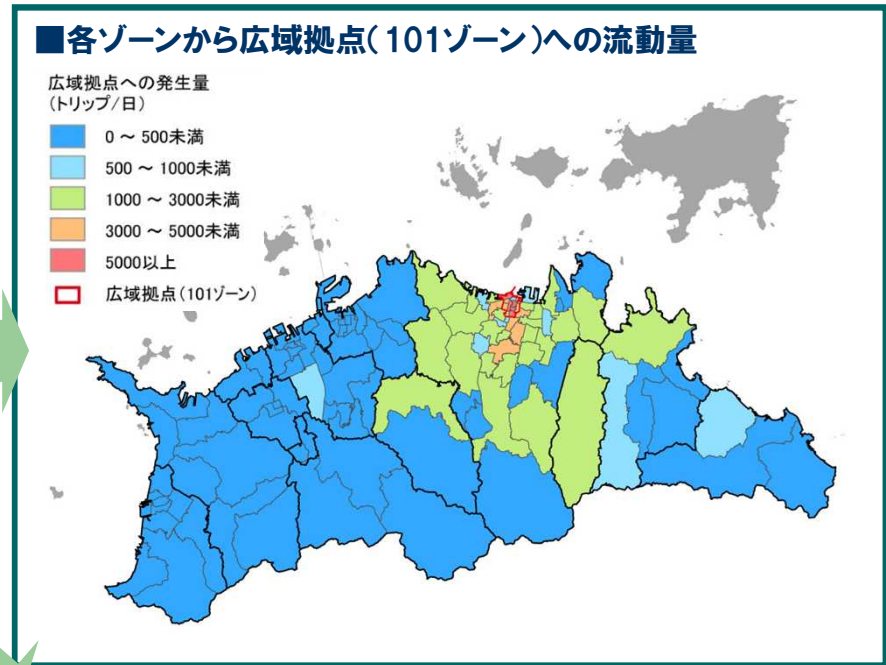 ■各ゾーンから広域拠点(101ゾーン)への流動量
広域拠点への発生量
(トリップ/日)
0 ～ 500未満
500 ～ 1000未満
1000 ～ 3000未満
3000 ～ 5000未満
5000以上
広域拠点(101ゾーン)